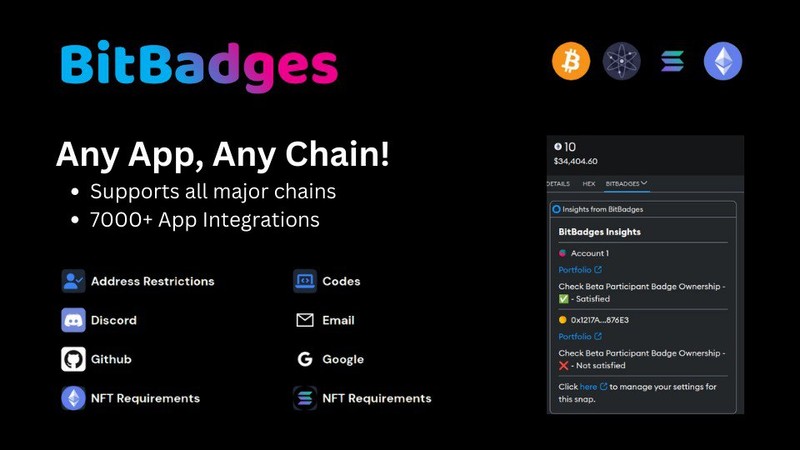 BitBadges
Any App, Any Chain!
• Supports all major chains
• 7000+ App Integrations
Address Restrictions
Codes
Discord
Email
Github
Google
NFT Requirements
NFT Requirements
10
$34,404.60
DETAILS HEX BITBADGES
Insights from BitBadges
BitBadges Insights
Account 1
Portfolio
Check Beta Participant Badge Ownership -
✅ - Satisfied
0x1217A...876E3
Portfolio
Check Beta Participant Badge Ownership -
❌ - Not satisfied
Click here to manage your settings for
this snap.